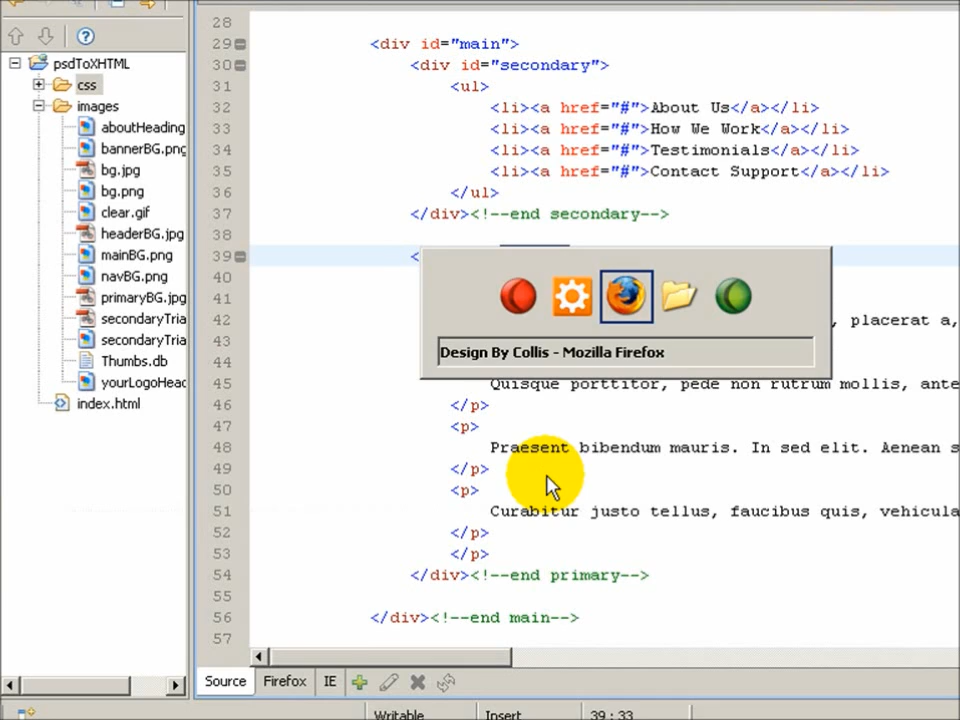 psdToXHTML
css
images
aboutHeading
bannerBG.png
bg.jpg
bg.png
clear.gif
headerBG.jpg
mainBG.png
navBG.png
primaryBG.jpg
secondaryTria
secondaryTria
Thumbs.db
yourLogoHead
index.html
28
29 <div id="main">
30 <div id="secondary">
31 <ul>
32 <li><a href="#">About Us</a></li>
33 <li><a href="#">How We Work</a></li>
34 <li><a href="#">Testimonials</a></li>
35 <li><a href="#">Contact Support</a></li>
36 </ul>
37 </div><!--end secondary-->
38
39 <
40
41
42 , placerat a,
43
44
45 Quisque porttitor, pede non rutrum mollis, ante
46 </p>
47 <p>
48 Praesent bibendum mauris. In sed elit. Aenean s
49 </p>
50 <p>
51 Curabitur justo tellus, faucibus quis, vehicula
52 </p>
53 </p>
54 </div><!--end primary-->
55
56 </div><!--end main-->
57
Design By Collis - Mozilla Firefox
Source Firefox IE
Writable Insert 39 : 33